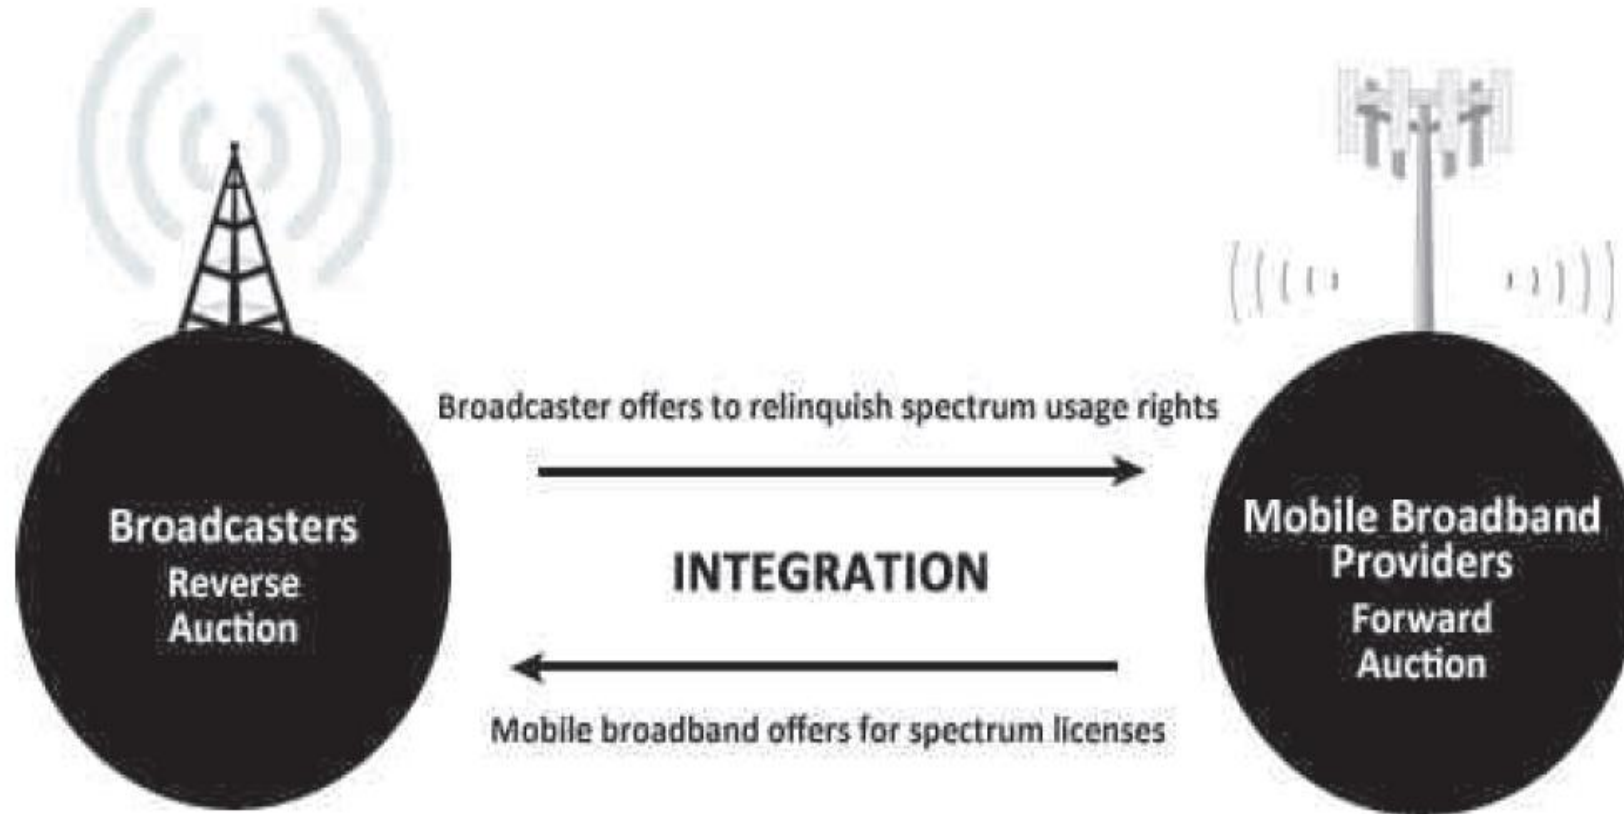 Broadcaster offers to relinquish spectrum usage rights
Broadcasters
Reverse
Auction
INTEGRATION
Mobile Broadband
Providers
Forward
Auction
Mobile broadband offers for spectrum licenses